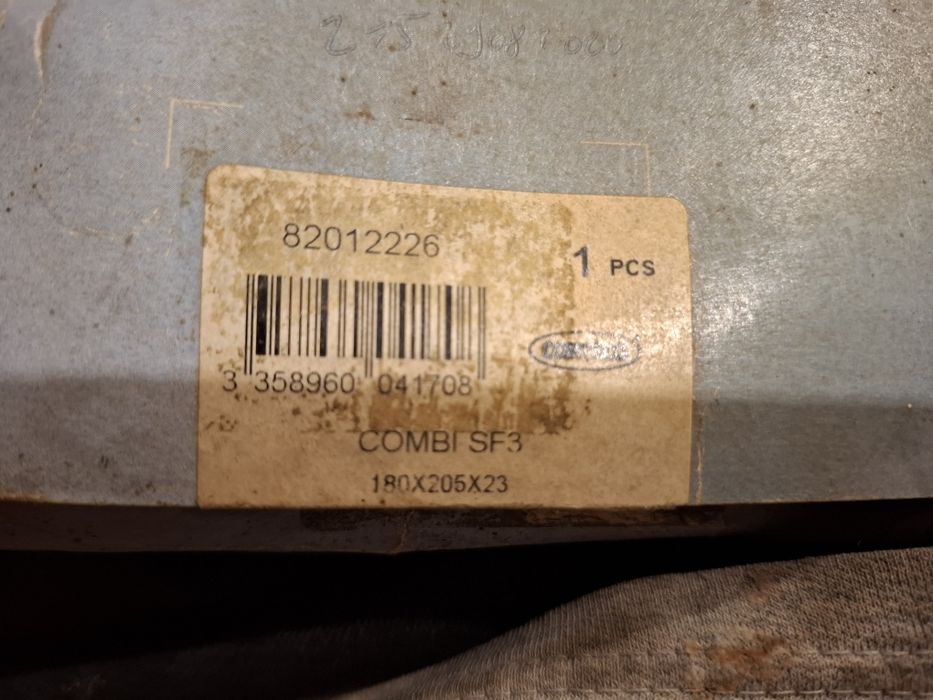 82012226
1 PCS
3 358960 041708
COMBI SF3
180X205X23